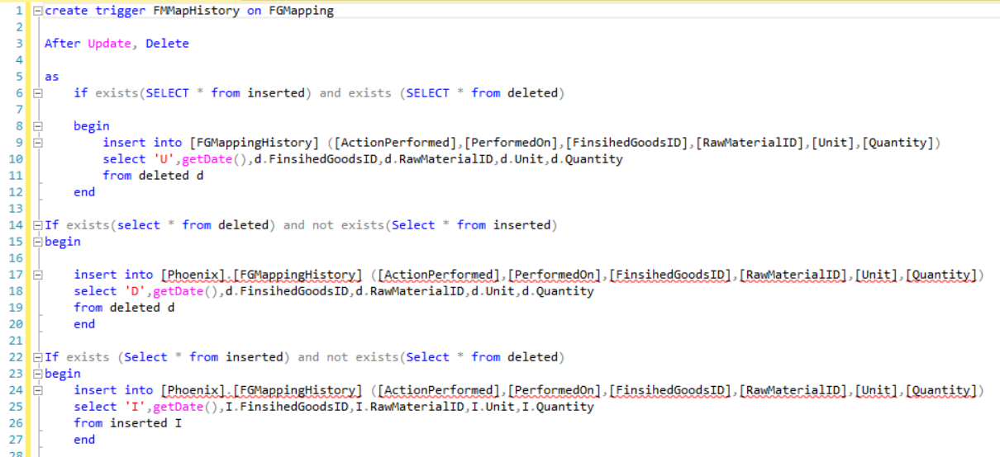 1 create trigger FMMapHistory on FGMapping
2
3 After Update, Delete
4
5 as
6 if exists(SELECT * from inserted) and exists (SELECT * from deleted)
7
8 begin
9 insert into [FGMappingHistory] ([ActionPerformed],[PerformedOn],[FinsihedGoodsID],[RawMaterialID],[Unit],[Quantity])
10 select 'U',getDate(),d.FinsihedGoodsID,d.RawMaterialID,d.Unit,d.Quantity
11 from deleted d
12 end
13
14 If exists(select * from deleted) and not exists(Select * from inserted)
15 begin
16
17 insert into [Phoenix].[FGMappingHistory] ([ActionPerformed],[PerformedOn],[FinsihedGoodsID],[RawMaterialID],[Unit],[Quantity])
18 select 'D',getDate(),d.FinsihedGoodsID,d.RawMaterialID,d.Unit,d.Quantity
19 from deleted d
20 end
21
22 If exists (Select * from inserted) and not exists(Select * from deleted)
23 begin
24 insert into [Phoenix].[FGMappingHistory] ([ActionPerformed],[PerformedOn],[FinsihedGoodsID],[RawMaterialID],[Unit],[Quantity])
25 select 'I',getDate(),I.FinsihedGoodsID,I.RawMaterialID,I.Unit,I.Quantity
26 from inserted I
27 end
28